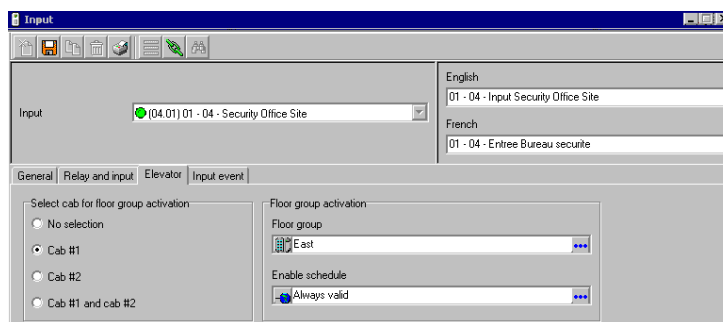 Input
English
01 - 04 - Input Security Office Site
Input
(04.01) 01 - 04 - Security Office Site
French
01 - 04 - Entree Bureau securite
General
Relay and input
Elevator
Input event
Select cab for floor group activation
No selection
Cab #1
Cab #2
Cab #1 and cab #2
Floor group activation
Floor group
East
Enable schedule
Always valid